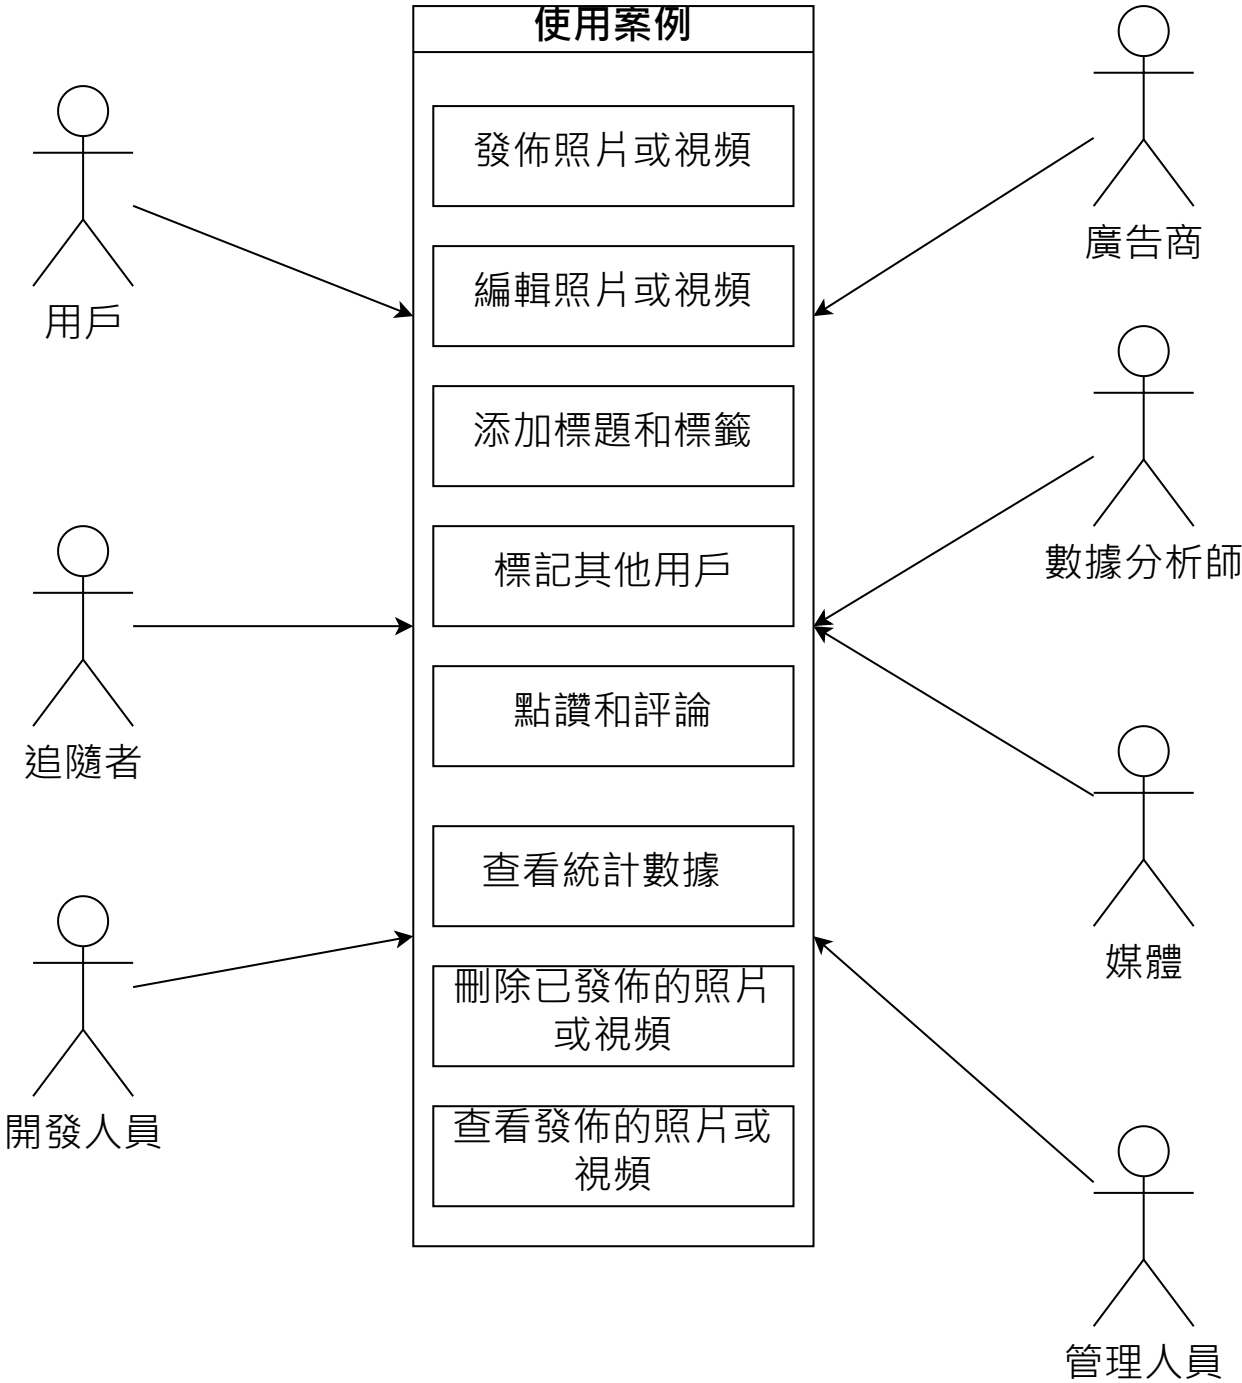 使用案例
發佈照片或視頻
編輯照片或視頻
添加標題和標籤
標記其他用戶
點讚和評論
查看統計數據
刪除已發佈的照片
或視頻
查看發佈的照片或
視頻
用戶
追隨者
開發人員
廣告商
數據分析師
媒體
管理人員